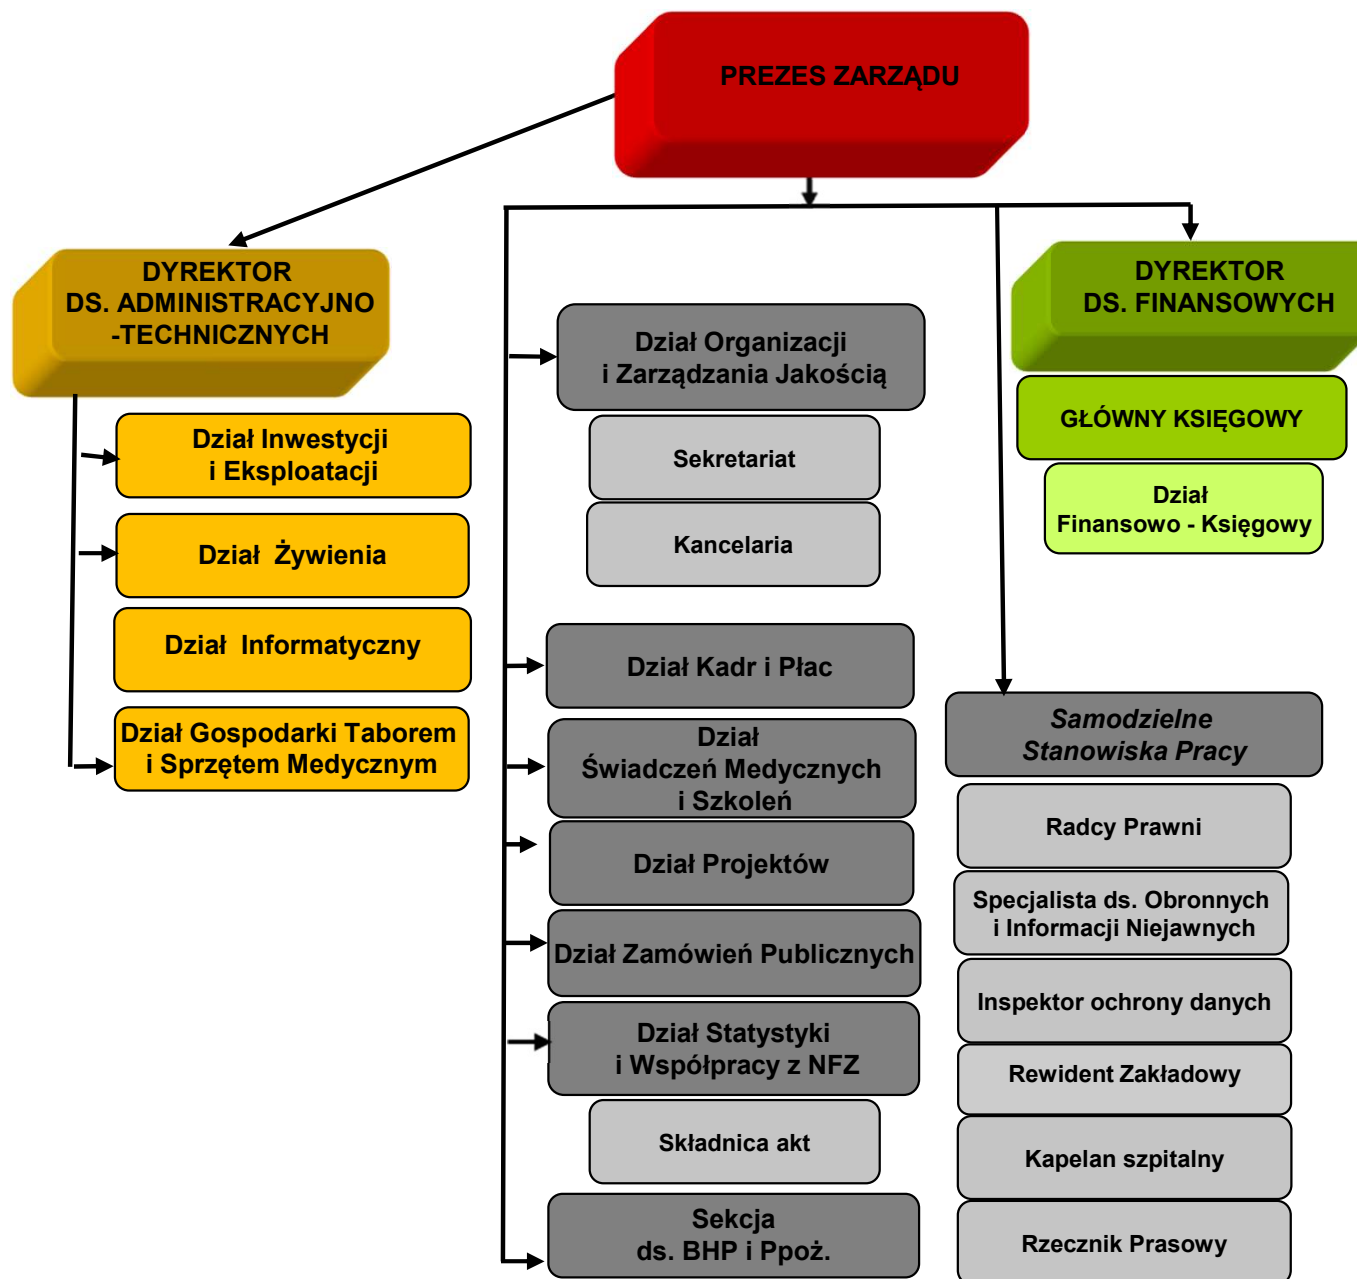 PREZES ZARZĄDU
DYREKTOR
DS. ADMINISTRACYJNO
-TECHNICZNYCH
Dział Inwestycji
i Eksploatacji
Dział  Żywienia
Dział  Informatyczny
Dział Gospodarki Taborem
i Sprzętem Medycznym
Dział Organizacji
i Zarządzania Jakością
Sekretariat
Kancelaria
Dział Kadr i Płac
Dział
Świadczeń Medycznych
i Szkoleń
Dział Projektów
Dział Zamówień Publicznych
Dział Statystyki
i Współpracy z NFZ
Składnica akt
Sekcja
ds. BHP i Ppoż.
DYREKTOR
DS. FINANSOWYCH
GŁÓWNY KSIĘGOWY
Dział
Finansowo - Księgowy
Samodzielne
Stanowiska Pracy
Radcy Prawni
Specjalista ds. Obronnych
i Informacji Niejawnych
Inspektor ochrony danych
Rewident Zakładowy
Kapelan szpitalny
Rzecznik Prasowy